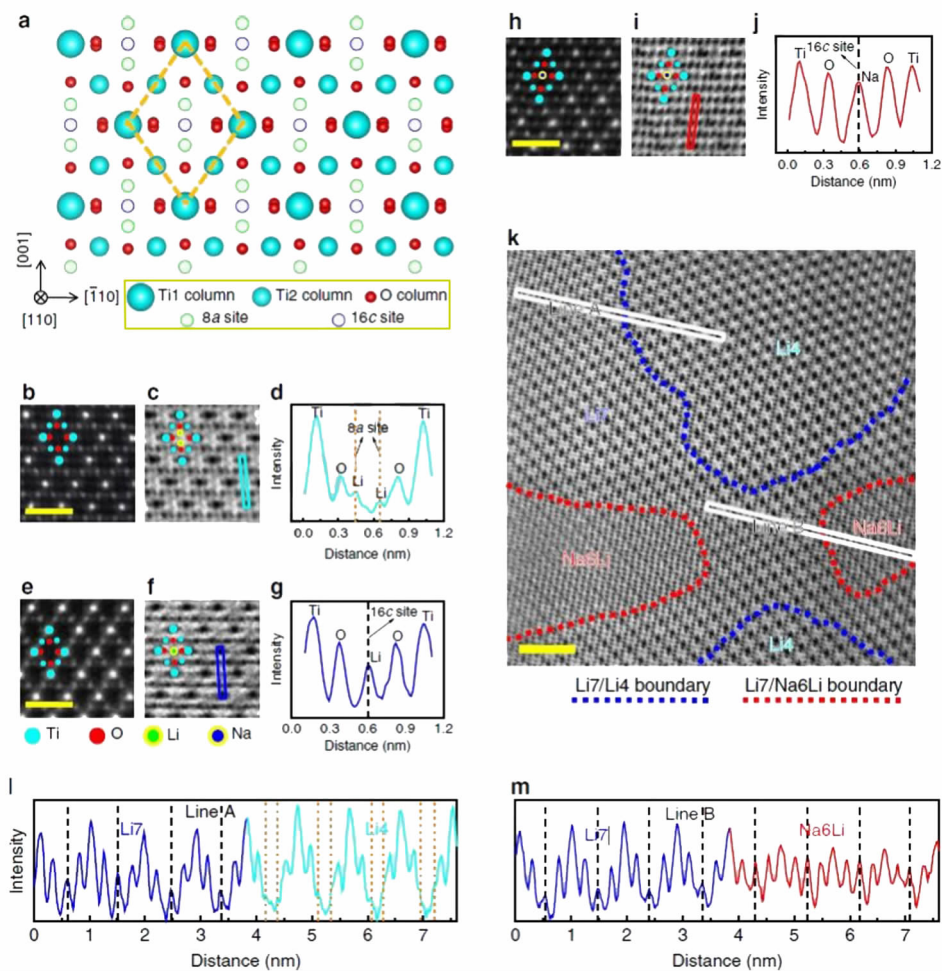 a
[001]
[1̄10]
[110]
Ti1 column
Ti2 column
O column
8a site
16c site
b
c
d
Ti
8a site
Ti
O
O
Li
Li
Intensity
0.0 0.3 0.6 0.9 1.2
Distance (nm)
e
f
g
Ti
16c site
Ti
O
O
Li
Intensity
0.0 0.3 0.6 0.9 1.2
Distance (nm)
Ti
O
Li
Na
h
i
j
Ti
16c site
O
Ti
O
Na
Intensity
0.0 0.3 0.6 0.9 1.2
Distance (nm)
k
Line A
Li4
Li7
Line B
Na6Li
Na6Li
Li4
Li7/Li4 boundary
Li7/Na6Li boundary
l
Line A
Li7
Li4
Intensity
0 1 2 3 4 5 6 7
Distance (nm)
m
Line B
Li7
Na6Li
0 1 2 3 4 5 6 7
Distance (nm)